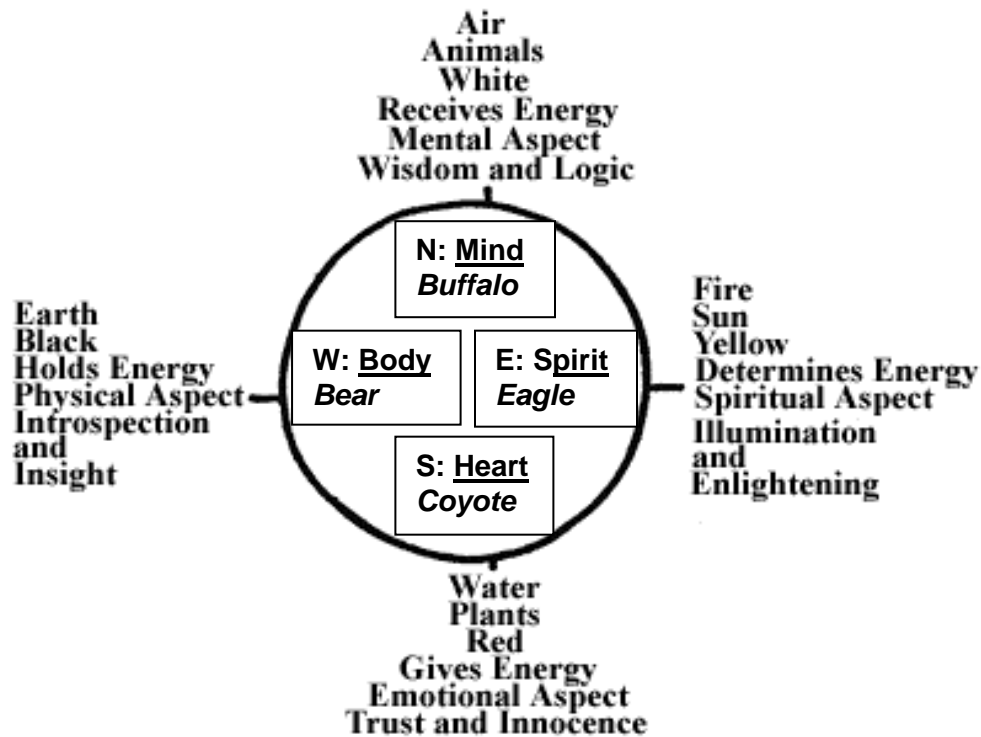 Air
Animals
White
Receives Energy
Mental Aspect
Wisdom and Logic
N: Mind
Buffalo
Earth
Black
Holds Energy
Physical Aspect
Introspection
and
Insight
W: Body
Bear
E: Spirit
Eagle
Fire
Sun
Yellow
Determines Energy
Spiritual Aspect
Illumination
and
Enlightening
S: Heart
Coyote
Water
Plants
Red
Gives Energy
Emotional Aspect
Trust and Innocence